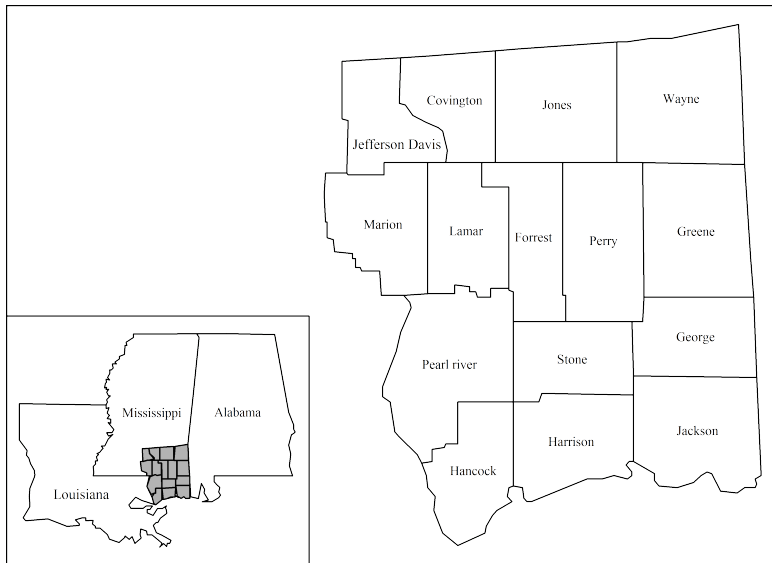 Covington
Jones
Wayne
Jefferson Davis
Marion
Lamar
Forrest
Perry
Greene
Pearl river
Stone
George
Hancock
Harrison
Jackson
Mississippi
Alabama
Louisiana